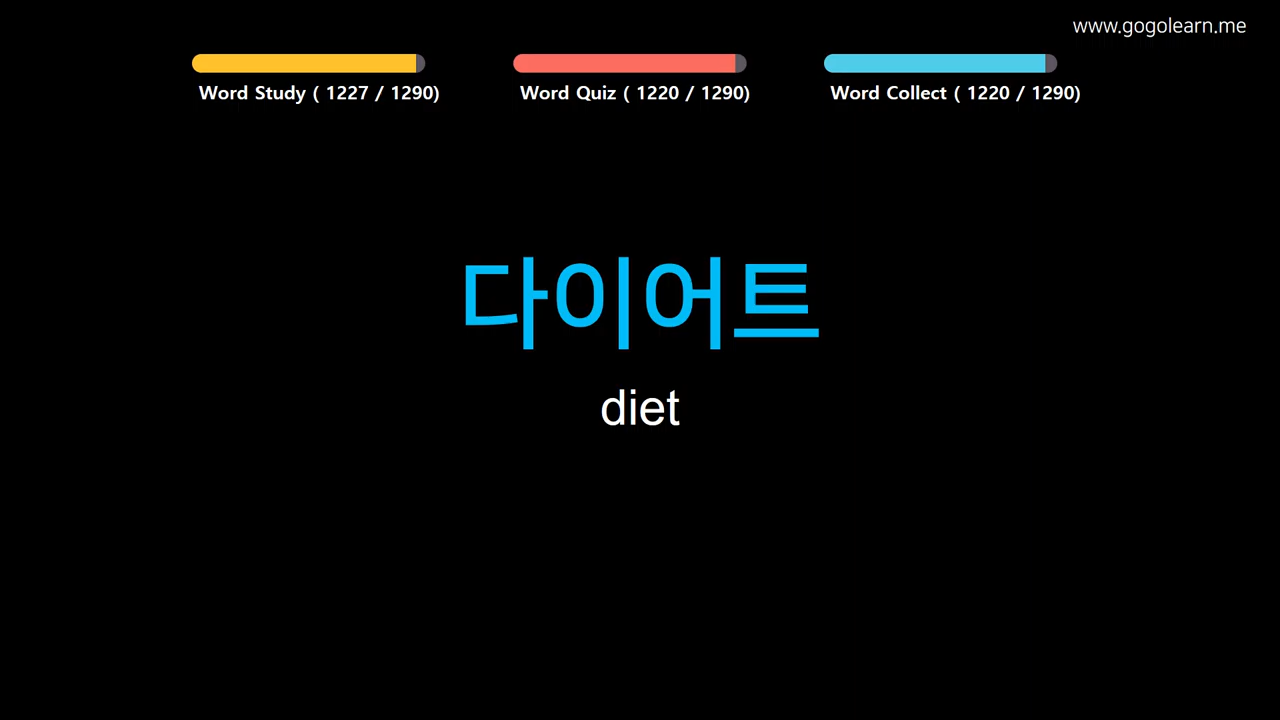 www.gogolearn.me
Word Study ( 1227 / 1290)
Word Quiz ( 1220 / 1290)
Word Collect ( 1220 / 1290)
다이어트
diet